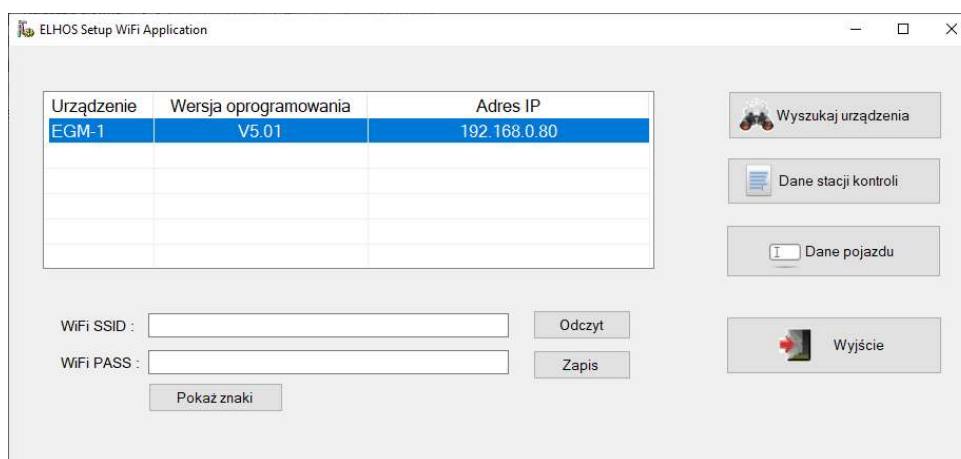 ELHOS Setup WiFi Application
Urządzenie Wersja oprogramowania Adres IP
EGM-1 V5.01 192.168.0.80
Wyszukaj urządzenia
Dane stacji kontroli
Dane pojazdu
WiFi SSID : Odczyt
WiFi PASS : Zapis
Wyjście
Pokaż znaki